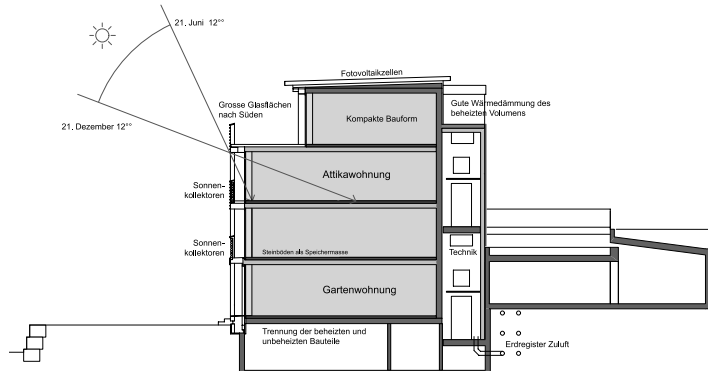 21. Juni 12°°
Fotovoltaikzellen
Grosse Glasflächen
nach Süden
Kompakte Bauform
Gute Wärmedämmung des
beheizten Volumens
21. Dezember 12°°
Attikawohnung
Sonnen-
kollektoren
Sonnen-
kollektoren
Steinböden als Speichermasse
Technik
Gartenwohnung
Trennung der beheizten und
unbeheizten Bauteile
Erdregister Zuluft